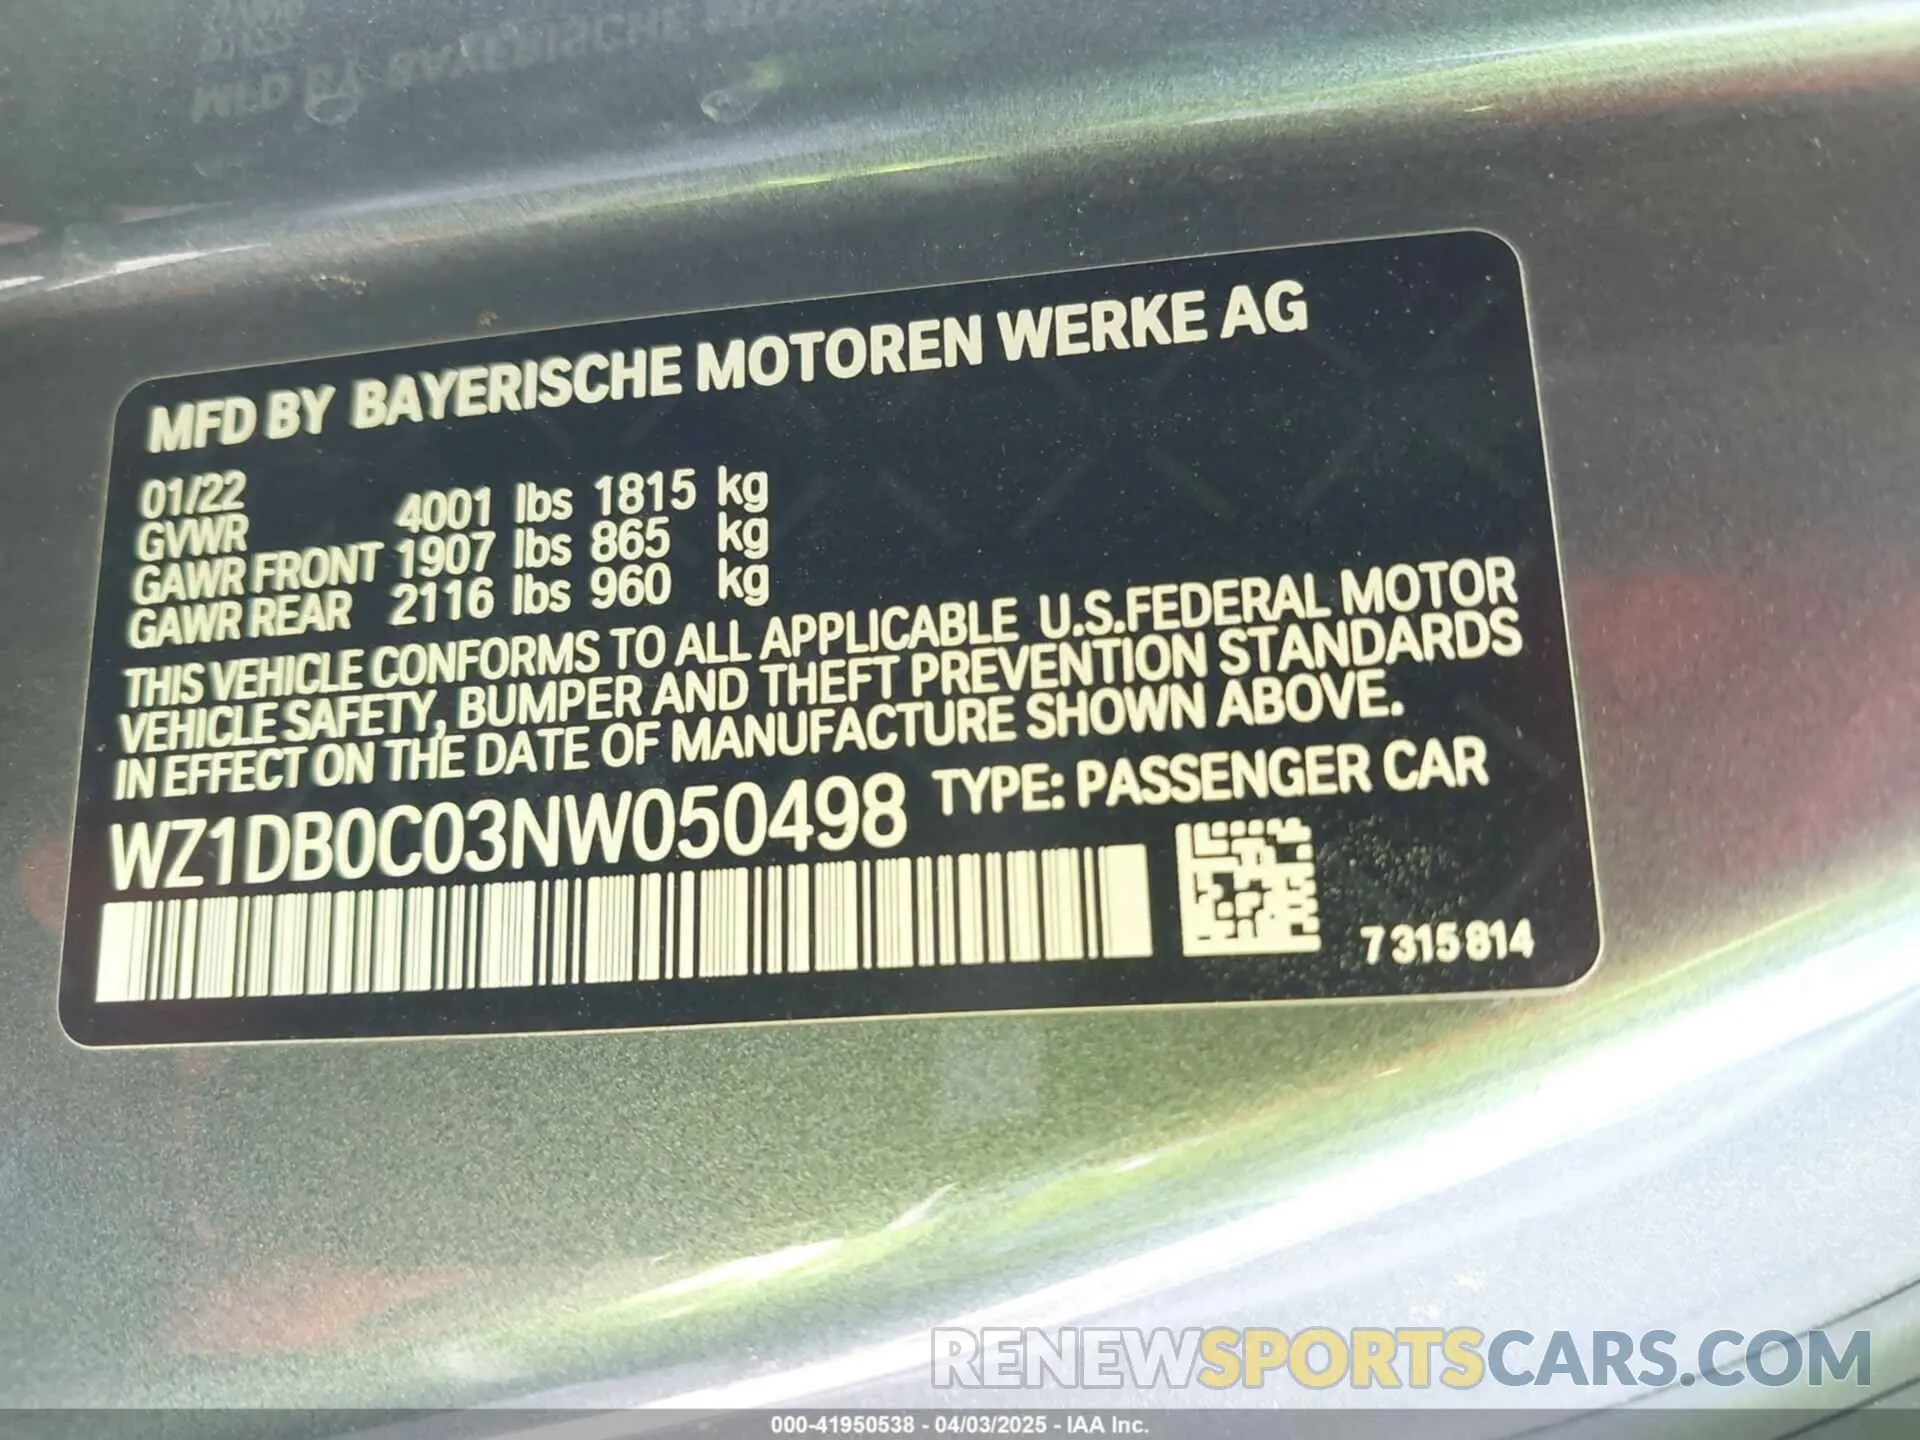 MFD BY BAYERISCHE
MFD BY BAYERISCHE MOTOREN WERKE AG
01/22
GVWR 4001 lbs 1815 kg
GAWR FRONT 1907 lbs 865 kg
GAWR REAR 2116 lbs 960 kg
THIS VEHICLE CONFORMS TO ALL APPLICABLE U.S.FEDERAL MOTOR
VEHICLE SAFETY, BUMPER AND THEFT PREVENTION STANDARDS
IN EFFECT ON THE DATE OF MANUFACTURE SHOWN ABOVE.
WZ1DB0C03NW050498 TYPE: PASSENGER CAR
7 315 814
RENEWSPORTSCARS.COM
000-41950538 - 04/03/2025 - IAA Inc.